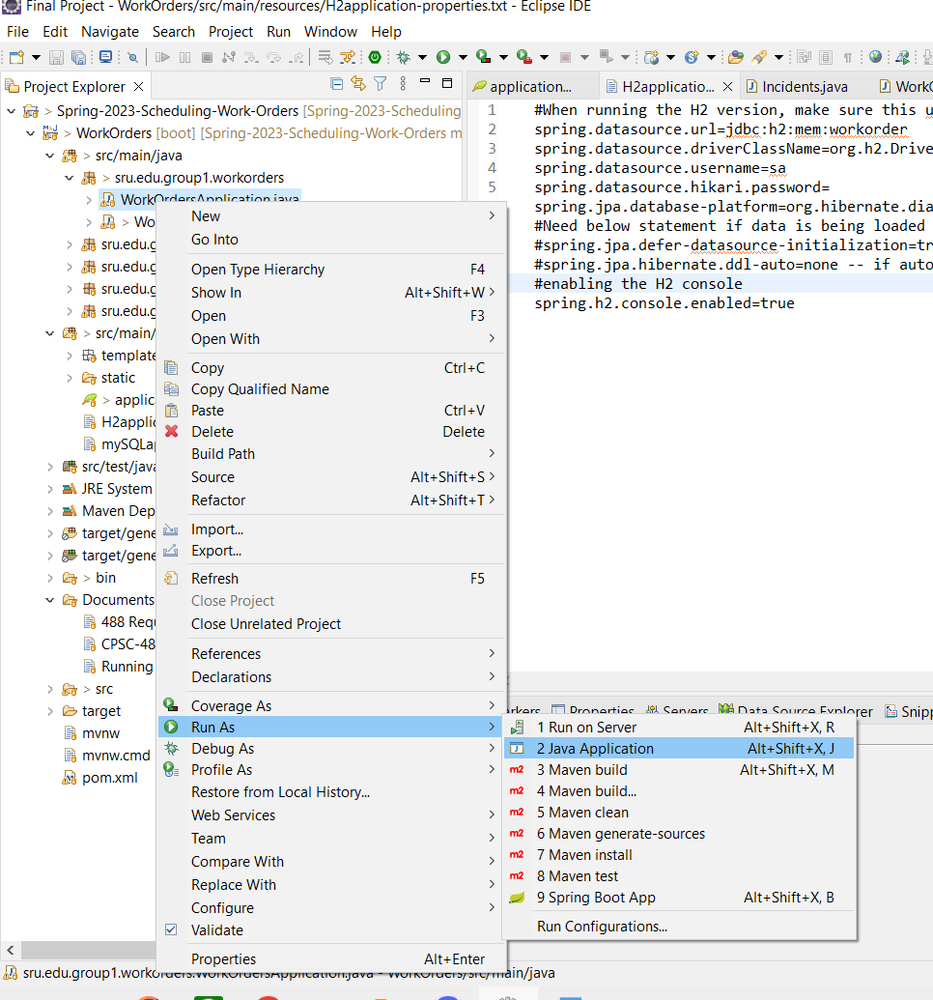 Final Project - WorkOrders/src/main/resources/H2application-properties.txt - Eclipse IDE
File Edit Navigate Search Project Run Window Help
Project Explorer
Spring-2023-Scheduling-Work-Orders [Spring-2023-Scheduling
WorkOrders [boot] [Spring-2023-Scheduling-Work-Orders m
src/main/java
sru.edu.group1.workorders
WorkOrdersApplication.java
> Wo
sru.edu.g
sru.edu.g
sru.edu.g
sru.edu.g
> src/main/
template
static
> applic
H2applic
mySQLap
src/test/java
JRE System
Maven Dep
target/gene
target/gene
> bin
Documents
488 Requ
CPSC-48
Running
> src
target
mvnw
mvnw.cmd
pom.xml
application...
H2applicatio...
Incidents.java
WorkO
1 #When running the H2 version, make sure this u
2 spring.datasource.url=jdbc:h2:mem:workorder
3 spring.datasource.driverClassName=org.h2.Drive
4 spring.datasource.username=sa
5 spring.datasource.hikari.password=
spring.jpa.database-platform=org.hibernate.dia
#Need below statement if data is being loaded
#spring.jpa.defer-datasource-initialization=tr
#spring.jpa.hibernate.ddl-auto=none -- if auto
#enabling the H2 console
spring.h2.console.enabled=true
New
Go Into
Open Type Hierarchy F4
Show In Alt+Shift+W >
Open F3
Open With
Copy Ctrl+C
Copy Qualified Name
Paste Ctrl+V
Delete Delete
Build Path
Source Alt+Shift+S >
Refactor Alt+Shift+T >
Import...
Export...
Refresh F5
Close Project
Close Unrelated Project
References
Declarations
Coverage As
Run As
Debug As
Profile As
Restore from Local History...
Web Services
Team
Compare With
Replace With
Configure
Validate
Properties Alt+Enter
rkers Properties Servers Data Source Explorer Snipp
1 Run on Server Alt+Shift+X, R
2 Java Application Alt+Shift+X, J
3 Maven build Alt+Shift+X, M
4 Maven build...
5 Maven clean
6 Maven generate-sources
7 Maven install
8 Maven test
9 Spring Boot App Alt+Shift+X, B
Run Configurations...
sru.edu.group1.workorders.WorkOrdersApplication.java - WorkOrders/src/main/java